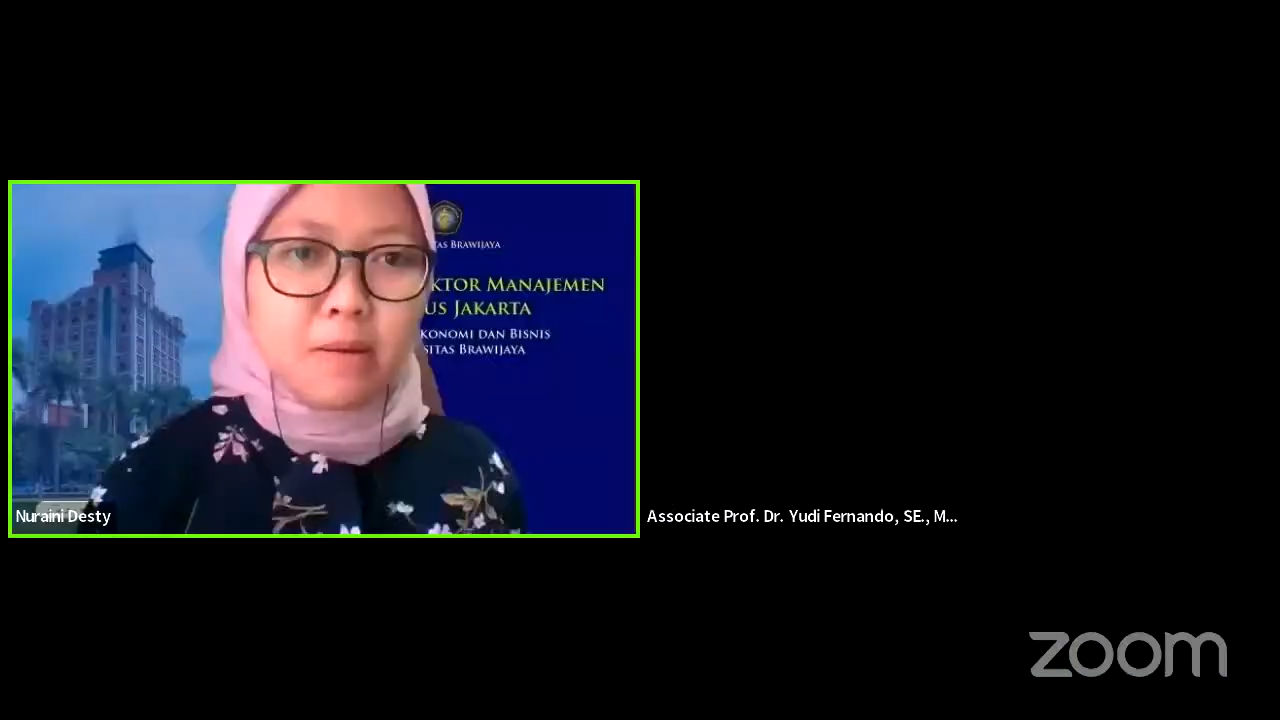 TAS BRAWIJAYA
KTOR MANAJEMEN
US JAKARTA
KONOMI DAN BISNIS
SITAS BRAWIJAYA
Nuraini Desty
Associate Prof. Dr. Yudi Fernando, SE., M...
zoom